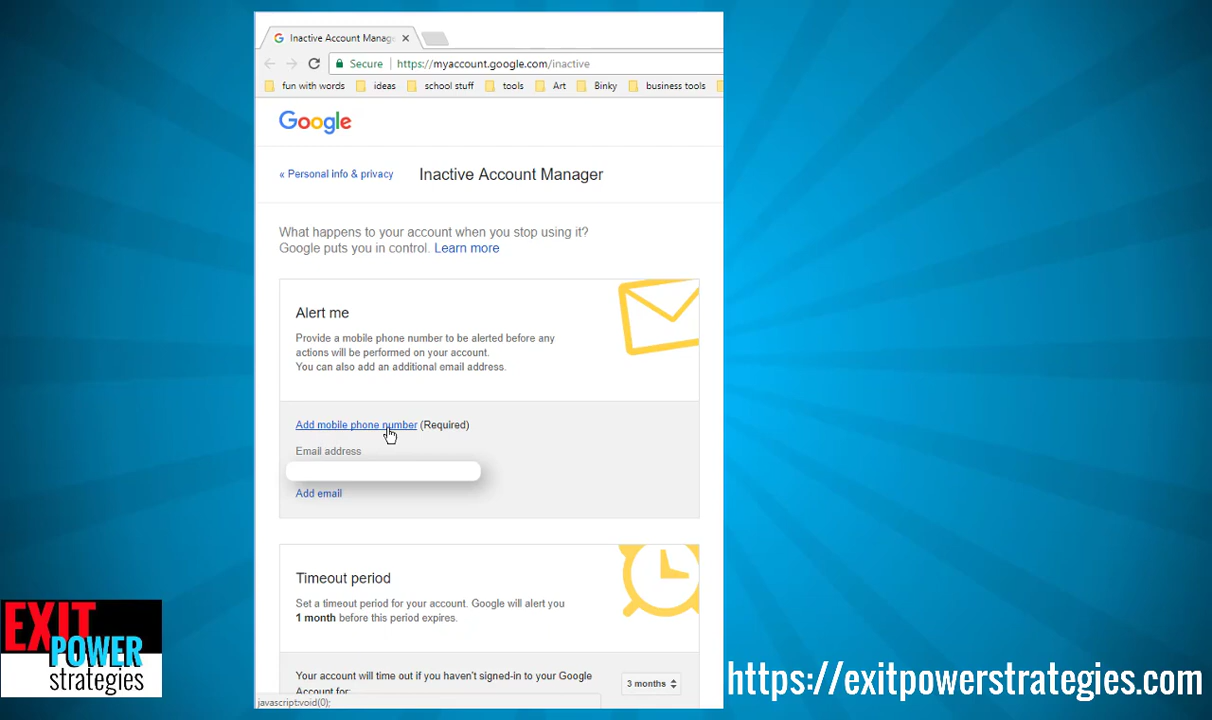 Inactive Account Manag
Secure https://myaccount.google.com/inactive
fun with words ideas school stuff tools Art Binky business tools
Google
« Personal info & privacy Inactive Account Manager
What happens to your account when you stop using it?
Google puts you in control. Learn more
Alert me
Provide a mobile phone number to be alerted before any
actions will be performed on your account.
You can also add an additional email address.
Add mobile phone number (Required)
Email address
Add email
Timeout period
Set a timeout period for your account. Google will alert you
1 month before this period expires.
Your account will time out if you haven't signed-in to your Google
Account for:
3 months
javascript:void(0);
EXIT
POWER
strategies
https://exitpowerstrategies.com